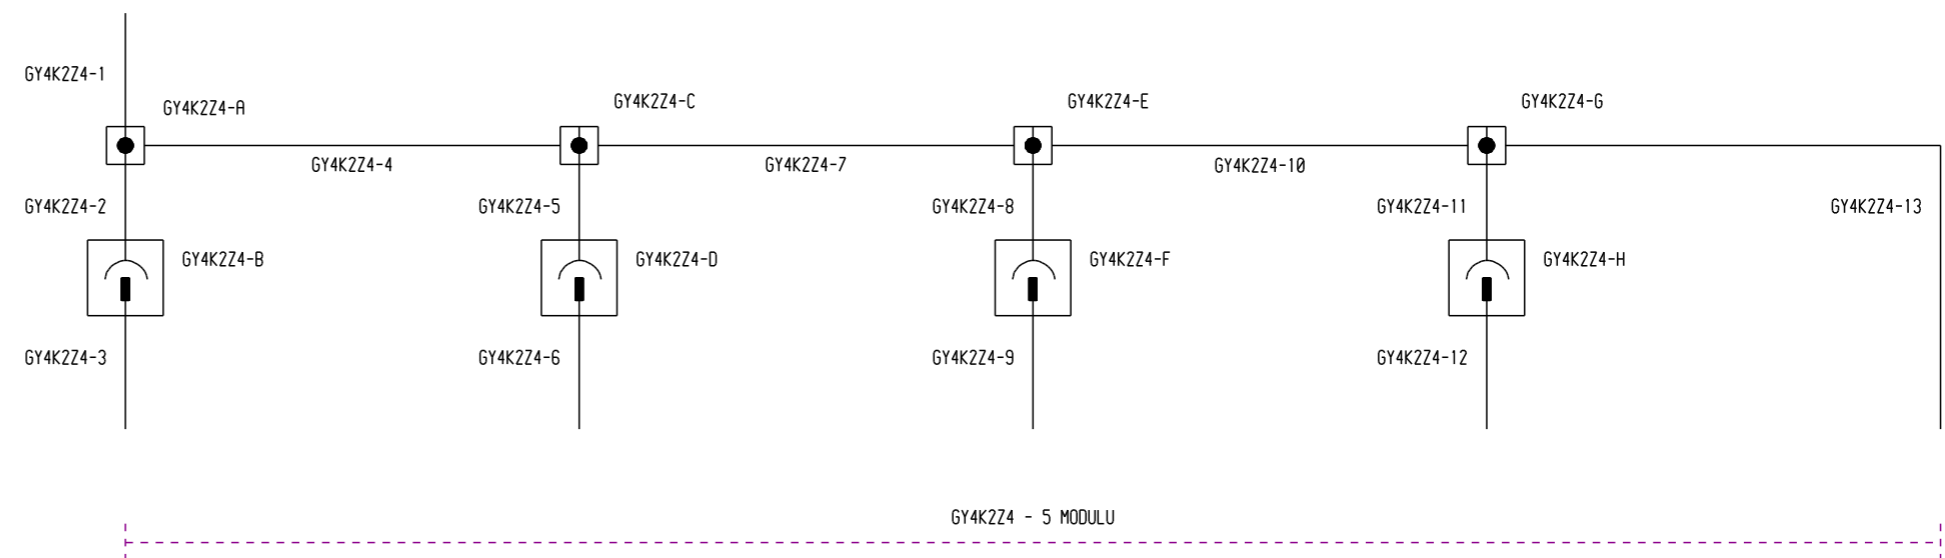 GY4K2Z4-1
GY4K2Z4-A
GY4K2Z4-C
GY4K2Z4-E
GY4K2Z4-G
GY4K2Z4-4
GY4K2Z4-7
GY4K2Z4-10
GY4K2Z4-2
GY4K2Z4-5
GY4K2Z4-8
GY4K2Z4-11
GY4K2Z4-13
GY4K2Z4-B
GY4K2Z4-D
GY4K2Z4-F
GY4K2Z4-H
GY4K2Z4-3
GY4K2Z4-6
GY4K2Z4-9
GY4K2Z4-12
GY4K2Z4 - 5 MODULU